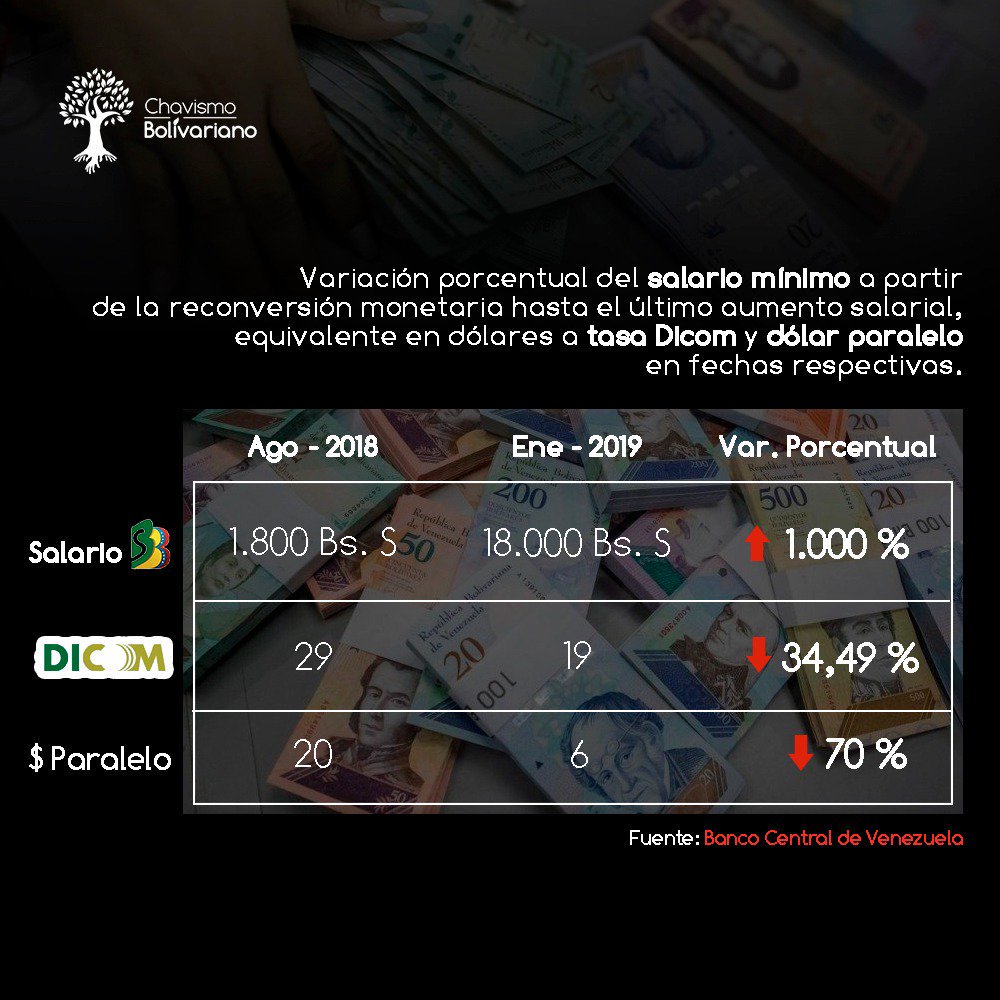 Chavismo
Bolívariano
Variación porcentual del salario mínimo a partir
de la reconversión monetaria hasta el último aumento salarial,
equivalente en dólares a tasa Dicom y dólar paralelo
en fechas respectivas.
Ago - 2018 Ene - 2019 Var. Porcentual
Salario 1.800 Bs. S 18.000 Bs. S 1.000 %
DICOM 29 19 34,49 %
$ Paralelo 20 6 70 %
Fuente: Banco Central de Venezuela